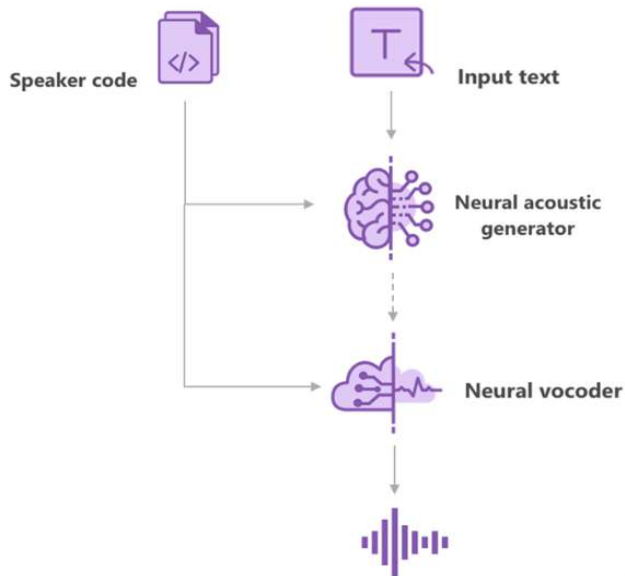 Speaker code
T
Input text
</>
Neural acoustic
generator
Neural vocoder